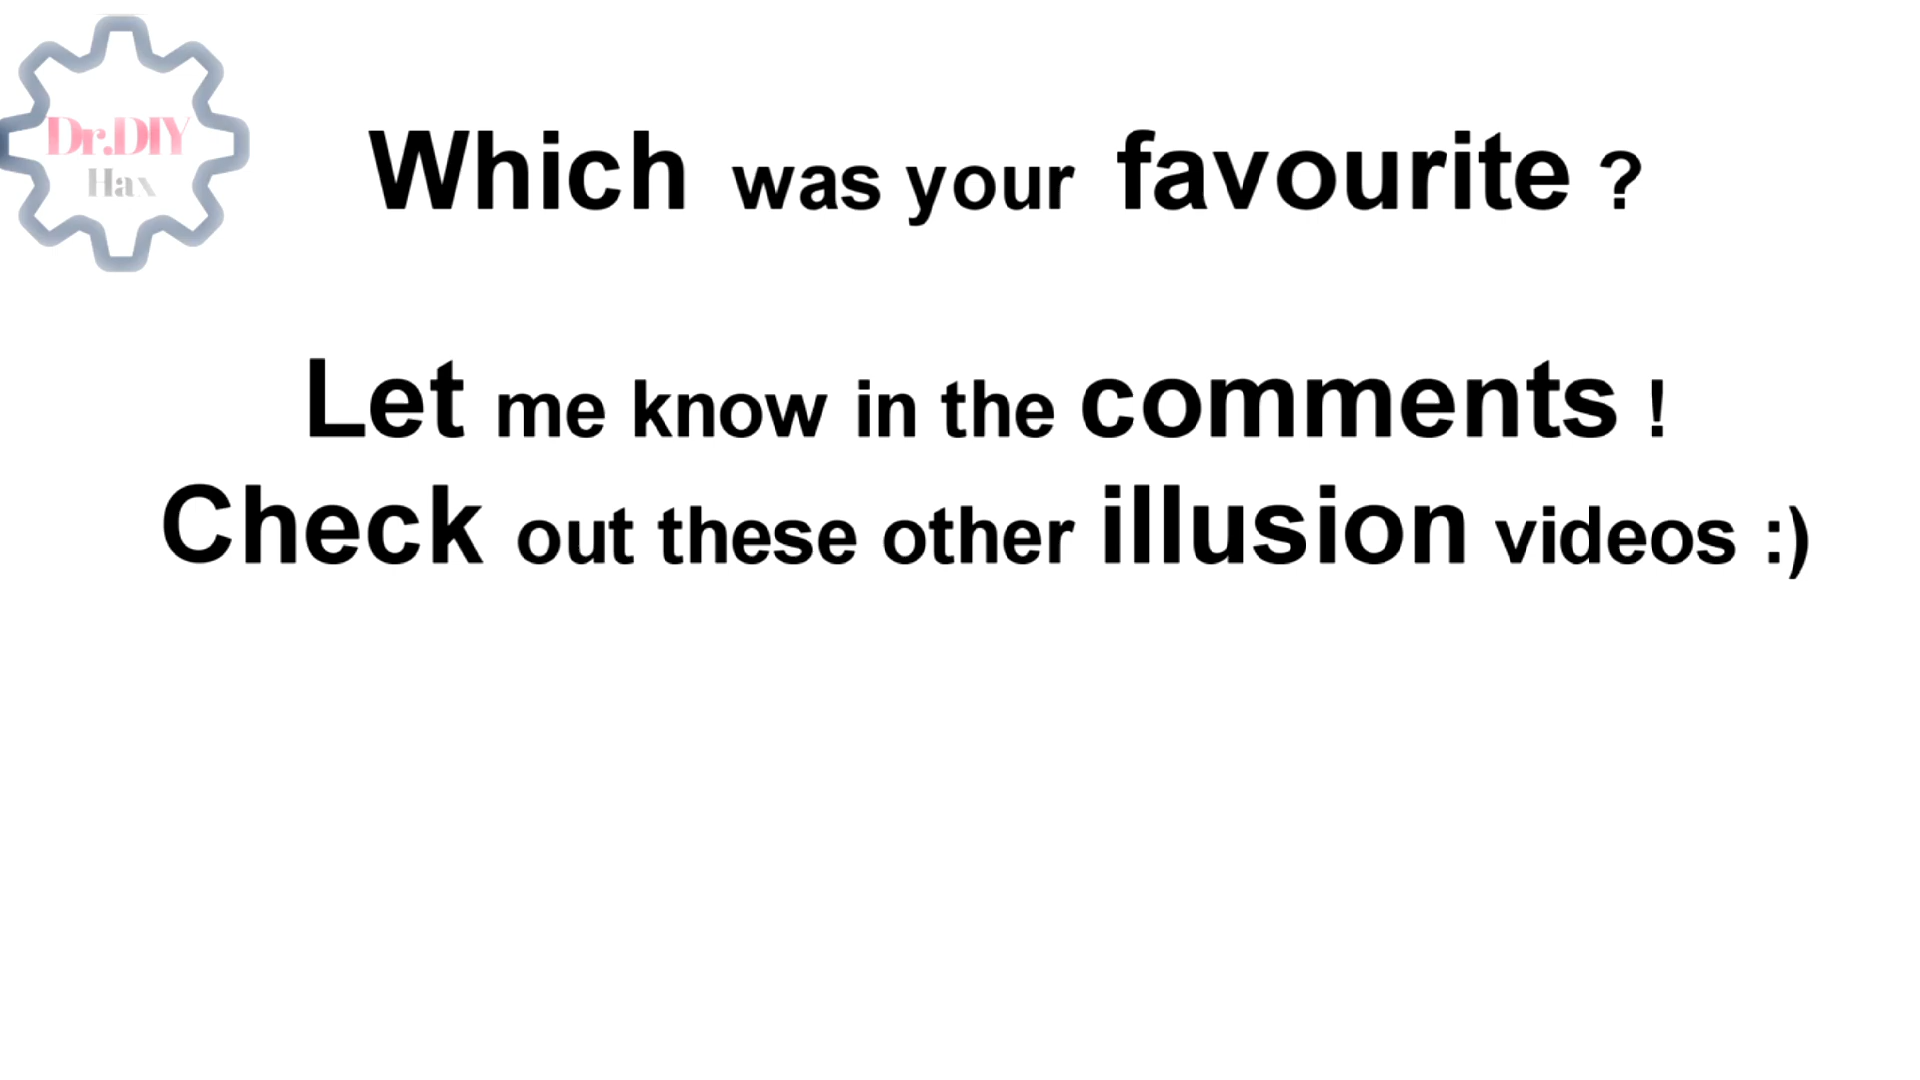 Dr.DIY
Hax
Which was your favourite ?
Let me know in the comments !
Check out these other illusion videos :)